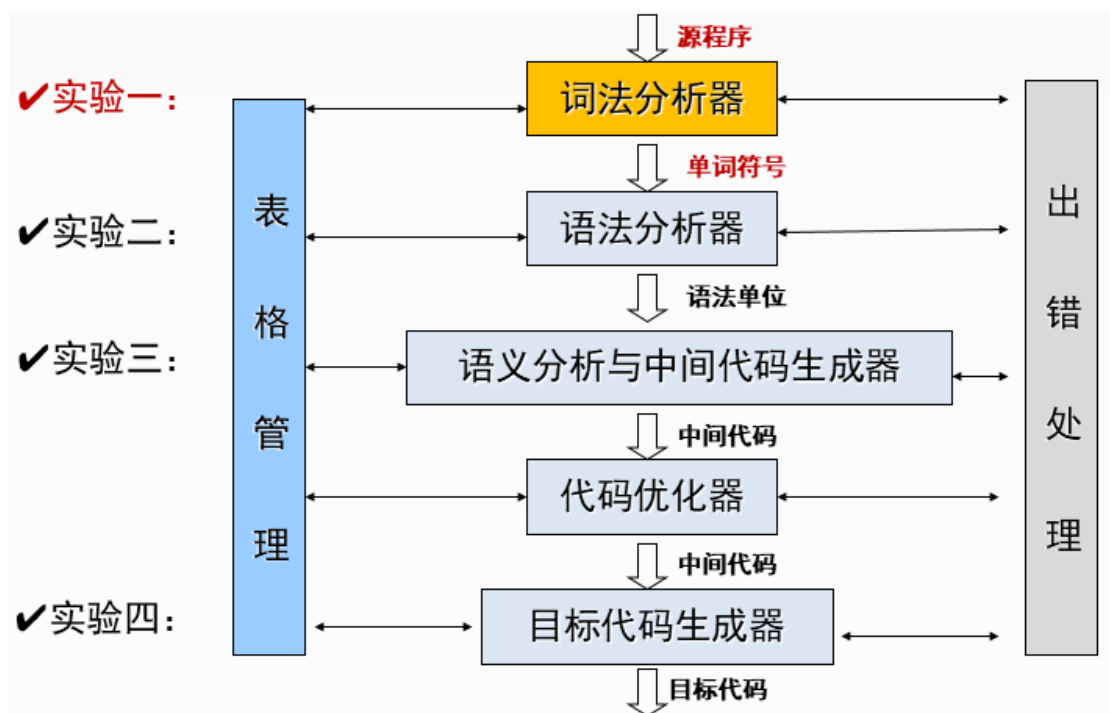 源程序
✔实验一：
词法分析器
单词符号
✔实验二：
语法分析器
语法单位
✔实验三：
语义分析与中间代码生成器
中间代码
代码优化器
中间代码
✔实验四：
目标代码生成器
目标代码
表格管理
出错处理